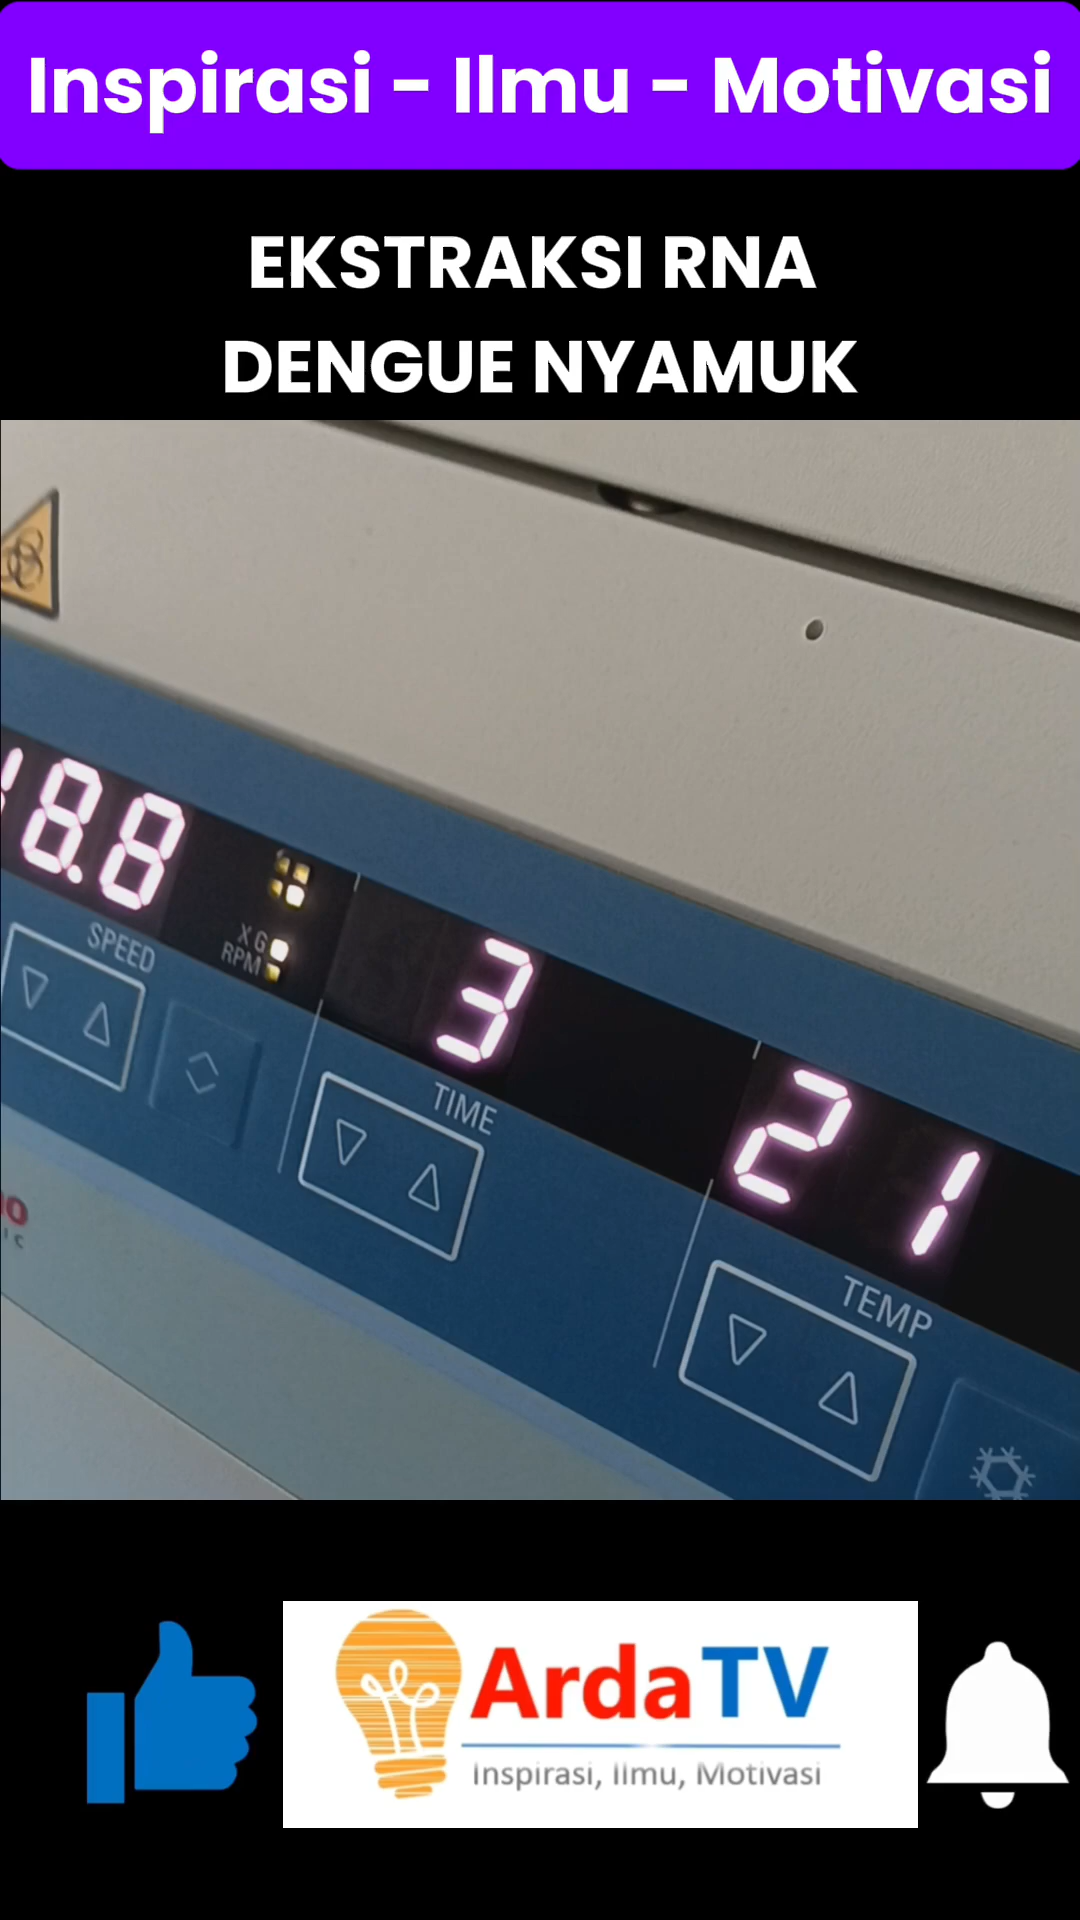 Inspirasi - Ilmu - Motivasi
EKSTRAKSI RNA
DENGUE NYAMUK
8.8
3
21
SPEED
X G
RPM
TIME
TEMP
ArdaTV
Inspirasi, Ilmu, Motivasi